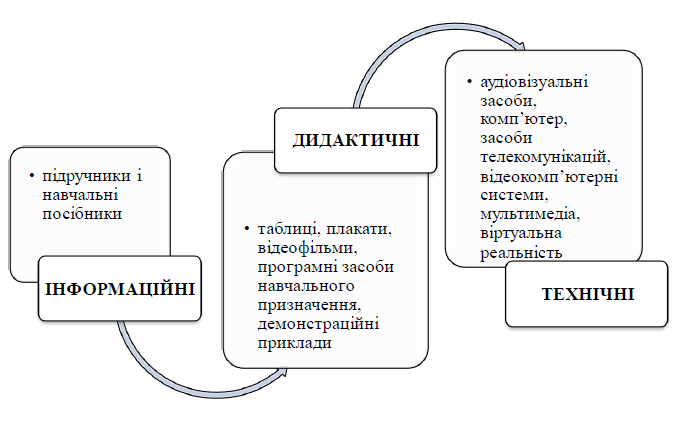 • підручники і
навчальні
посібники
ІНФОРМАЦІЙНІ
ДИДАКТИЧНІ
• таблиці, плакати,
відеофільми,
програмні засоби
навчального
призначення,
демонстраційні
приклади
• аудіовізуальні
засоби,
комп’ютер,
засоби
телекомунікацій,
відеокомп’ютерні
системи,
мультимедіа,
віртуальна
реальність
ТЕХНІЧНІ